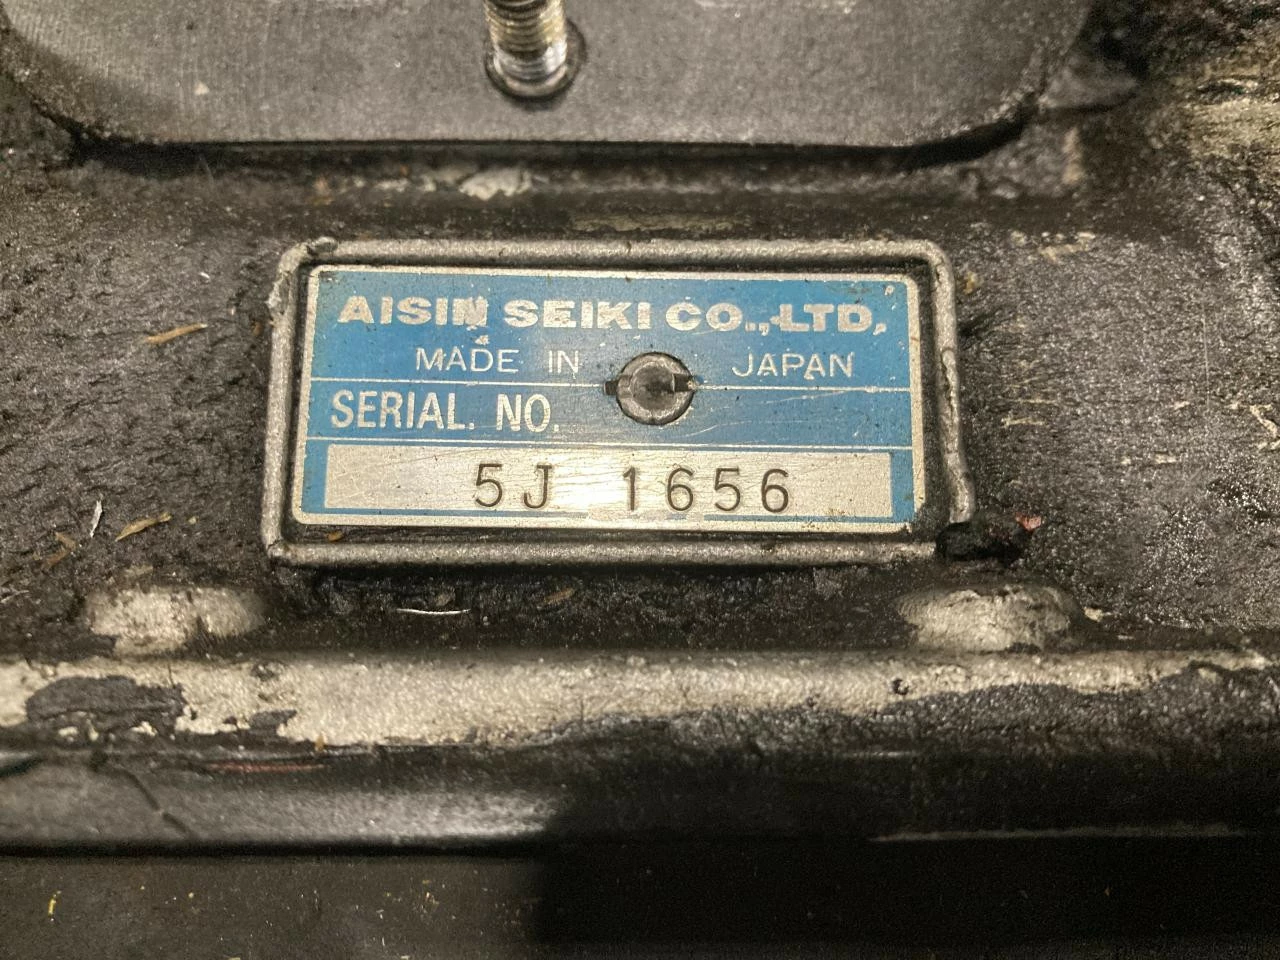 AISIN SEIKI CO., LTD.
MADE IN JAPAN
SERIAL. NO.
5J 1656